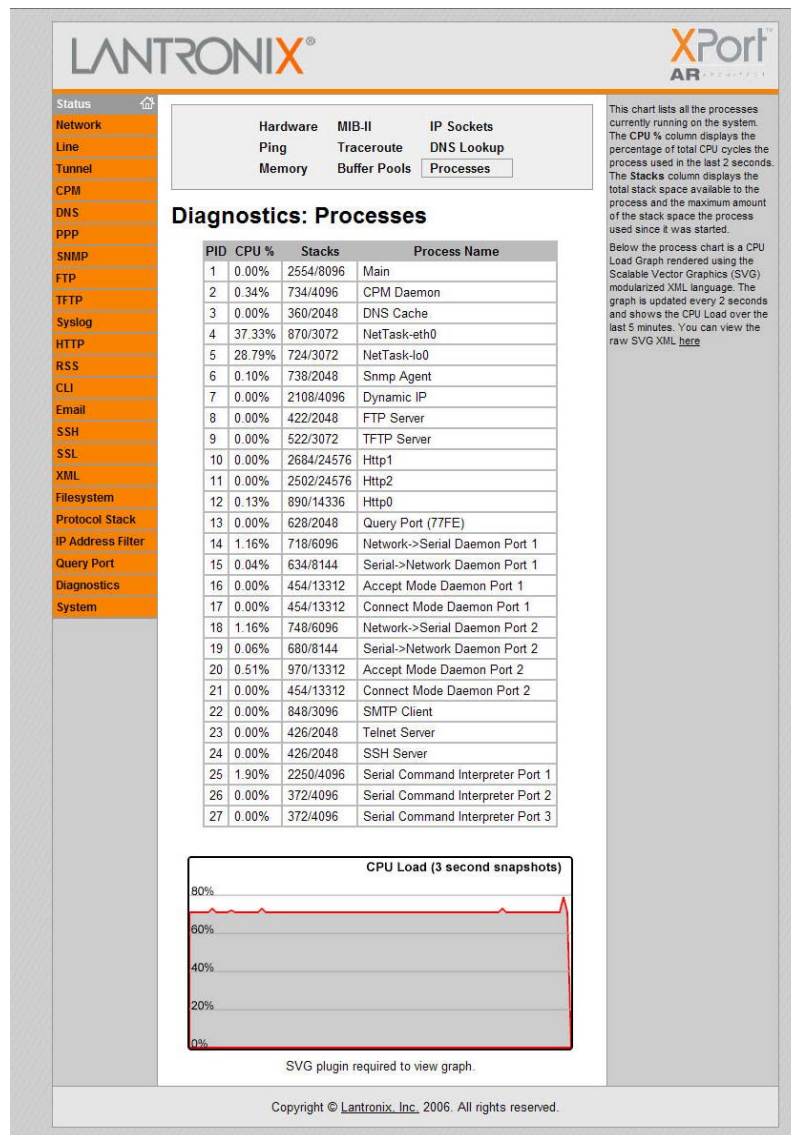 LANTRONIX®
XPort™
AR
Status
Network
Line
Tunnel
CPM
DNS
PPP
SNMP
FTP
TFTP
Syslog
HTTP
RSS
CLI
Email
SSH
SSL
XML
Filesystem
Protocol Stack
IP Address Filter
Query Port
Diagnostics
System
Hardware MIB-II IP Sockets
Ping Traceroute DNS Lookup
Memory Buffer Pools Processes
Diagnostics: Processes
PID CPU % Stacks Process Name
1 0.00% 2554/8096 Main
2 0.34% 734/4096 CPM Daemon
3 0.00% 360/2048 DNS Cache
4 37.33% 870/3072 NetTask-eth0
5 28.79% 724/3072 NetTask-lo0
6 0.10% 738/2048 Snmp Agent
7 0.00% 2108/4096 Dynamic IP
8 0.00% 422/2048 FTP Server
9 0.00% 522/3072 TFTP Server
10 0.00% 2684/24576 Http1
11 0.00% 2502/24576 Http2
12 0.13% 890/14336 Http0
13 0.00% 628/2048 Query Port (77FE)
14 1.16% 718/6096 Network->Serial Daemon Port 1
15 0.04% 634/8144 Serial->Network Daemon Port 1
16 0.00% 454/13312 Accept Mode Daemon Port 1
17 0.00% 454/13312 Connect Mode Daemon Port 1
18 1.16% 748/6096 Network->Serial Daemon Port 2
19 0.06% 680/8144 Serial->Network Daemon Port 2
20 0.51% 970/13312 Accept Mode Daemon Port 2
21 0.00% 454/13312 Connect Mode Daemon Port 2
22 0.00% 848/3096 SMTP Client
23 0.00% 426/2048 Telnet Server
24 0.00% 426/2048 SSH Server
25 1.90% 2250/4096 Serial Command Interpreter Port 1
26 0.00% 372/4096 Serial Command Interpreter Port 2
27 0.00% 372/4096 Serial Command Interpreter Port 3
CPU Load (3 second snapshots)
80%
60%
40%
20%
0%
SVG plugin required to view graph.
This chart lists all the processes
currently running on the system.
The CPU % column displays the
percentage of total CPU cycles the
process used in the last 2 seconds.
The Stacks column displays the
total stack space available to the
process and the maximum amount
of the stack space the process
used since it was started.
Below the process chart is a CPU
Load Graph rendered using the
Scalable Vector Graphics (SVG)
modularized XML language. The
graph is updated every 2 seconds
and shows the CPU Load over the
last 5 minutes. You can view the
raw SVG XML here
Copyright © Lantronix, Inc. 2006. All rights reserved.